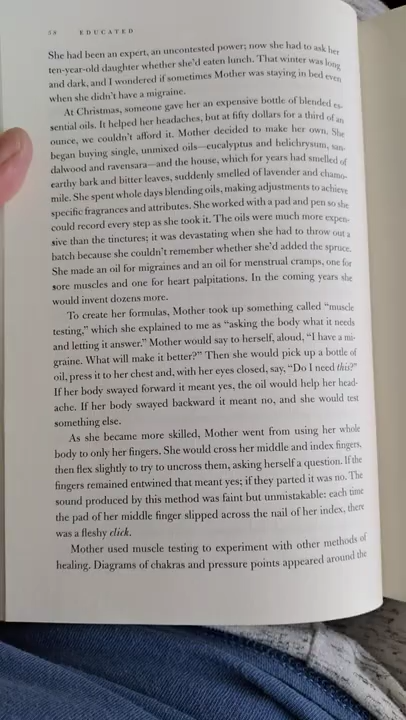 58 EDUCATED
She had been an expert, an uncontested power; now she had to ask her
ten-year-old daughter whether she'd eaten lunch. That winter was long
and dark, and I wondered if sometimes Mother was staying in bed even
when she didn't have a migraine.
At Christmas, someone gave her an expensive bottle of blended es-
sential oils. It helped her headaches, but at fifty dollars for a third of an
ounce, we couldn't afford it. Mother decided to make her own. She
began buying single, unmixed oils—eucalyptus and helichrysum, san-
dalwood and ravensara—and the house, which for years had smelled of
earthy bark and bitter leaves, suddenly smelled of lavender and chamo-
mile. She spent whole days blending oils, making adjustments to achieve
specific fragrances and attributes. She worked with a pad and pen so she
could record every step as she took it. The oils were much more expen-
sive than the tinctures; it was devastating when she had to throw out a
batch because she couldn't remember whether she'd added the spruce.
She made an oil for migraines and an oil for menstrual cramps, one for
sore muscles and one for heart palpitations. In the coming years she
would invent dozens more.
To create her formulas, Mother took up something called "muscle
testing," which she explained to me as "asking the body what it needs
and letting it answer." Mother would say to herself, aloud, "I have a mi-
graine. What will make it better?" Then she would pick up a bottle of
oil, press it to her chest and, with her eyes closed, say, "Do I need this?"
If her body swayed forward it meant yes, the oil would help her head-
ache. If her body swayed backward it meant no, and she would test
something else.
As she became more skilled, Mother went from using her whole
body to only her fingers. She would cross her middle and index fingers,
then flex slightly to try to uncross them, asking herself a question. If the
fingers remained entwined that meant yes; if they parted it was no. The
sound produced by this method was faint but unmistakable: each time
the pad of her middle finger slipped across the nail of her index, there
was a fleshy click.
Mother used muscle testing to experiment with other methods of
healing. Diagrams of chakras and pressure points appeared around the